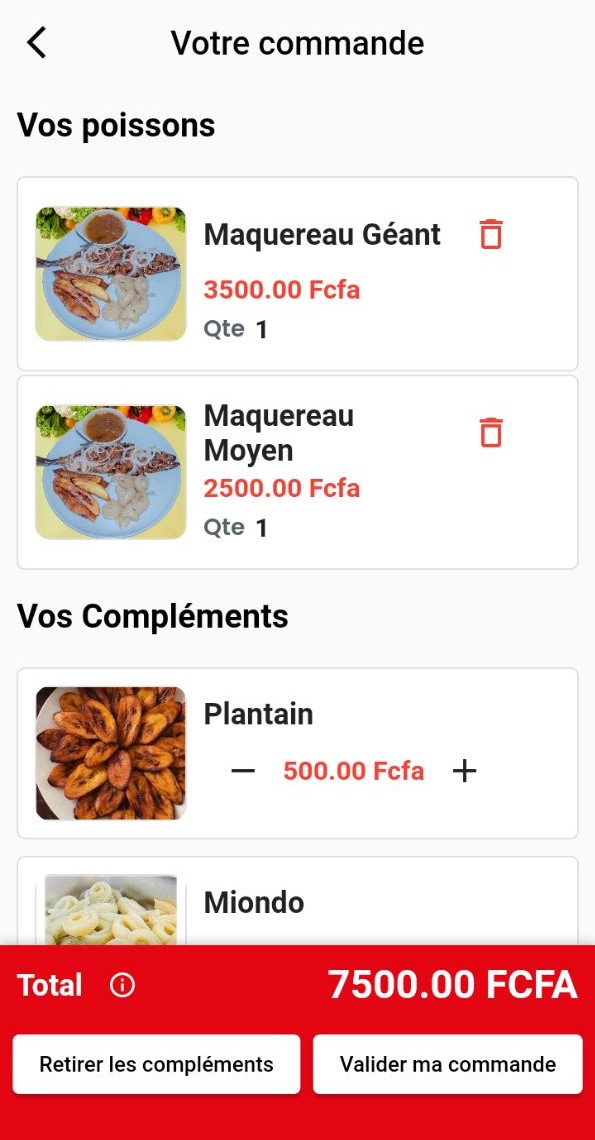 Votre commande
Vos poissons
Maquereau Géant
3500.00 Fcfa
Qte 1
Maquereau
Moyen
2500.00 Fcfa
Qte 1
Vos Compléments
Plantain
500.00 Fcfa
Miondo
Total
7500.00 FCFA
Retirer les compléments
Valider ma commande